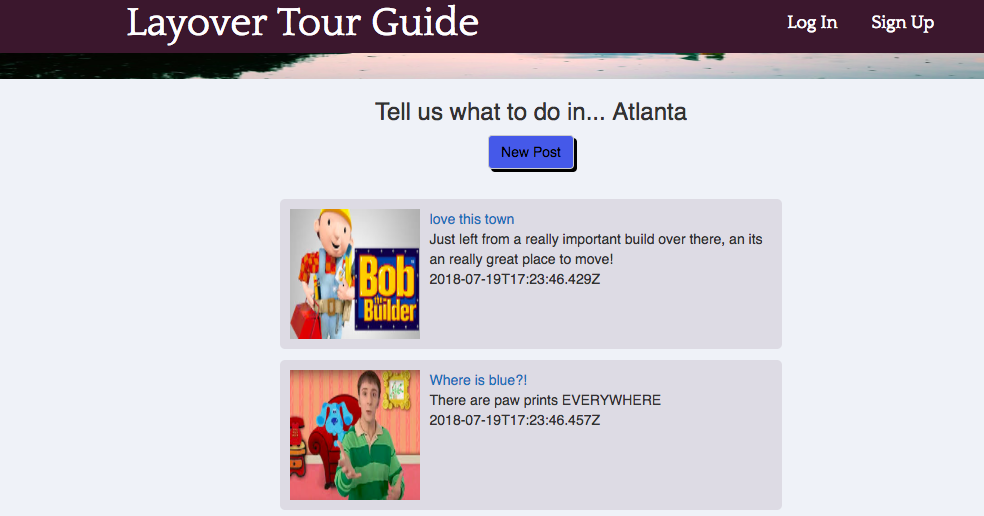 Layover Tour Guide
Log In
Sign Up
Tell us what to do in... Atlanta
New Post
love this town
Just left from a really important build over there, an its
an really great place to move!
2018-07-19T17:23:46.429Z
Bob
the
Builder
Where is blue?!
There are paw prints EVERYWHERE
2018-07-19T17:23:46.457Z